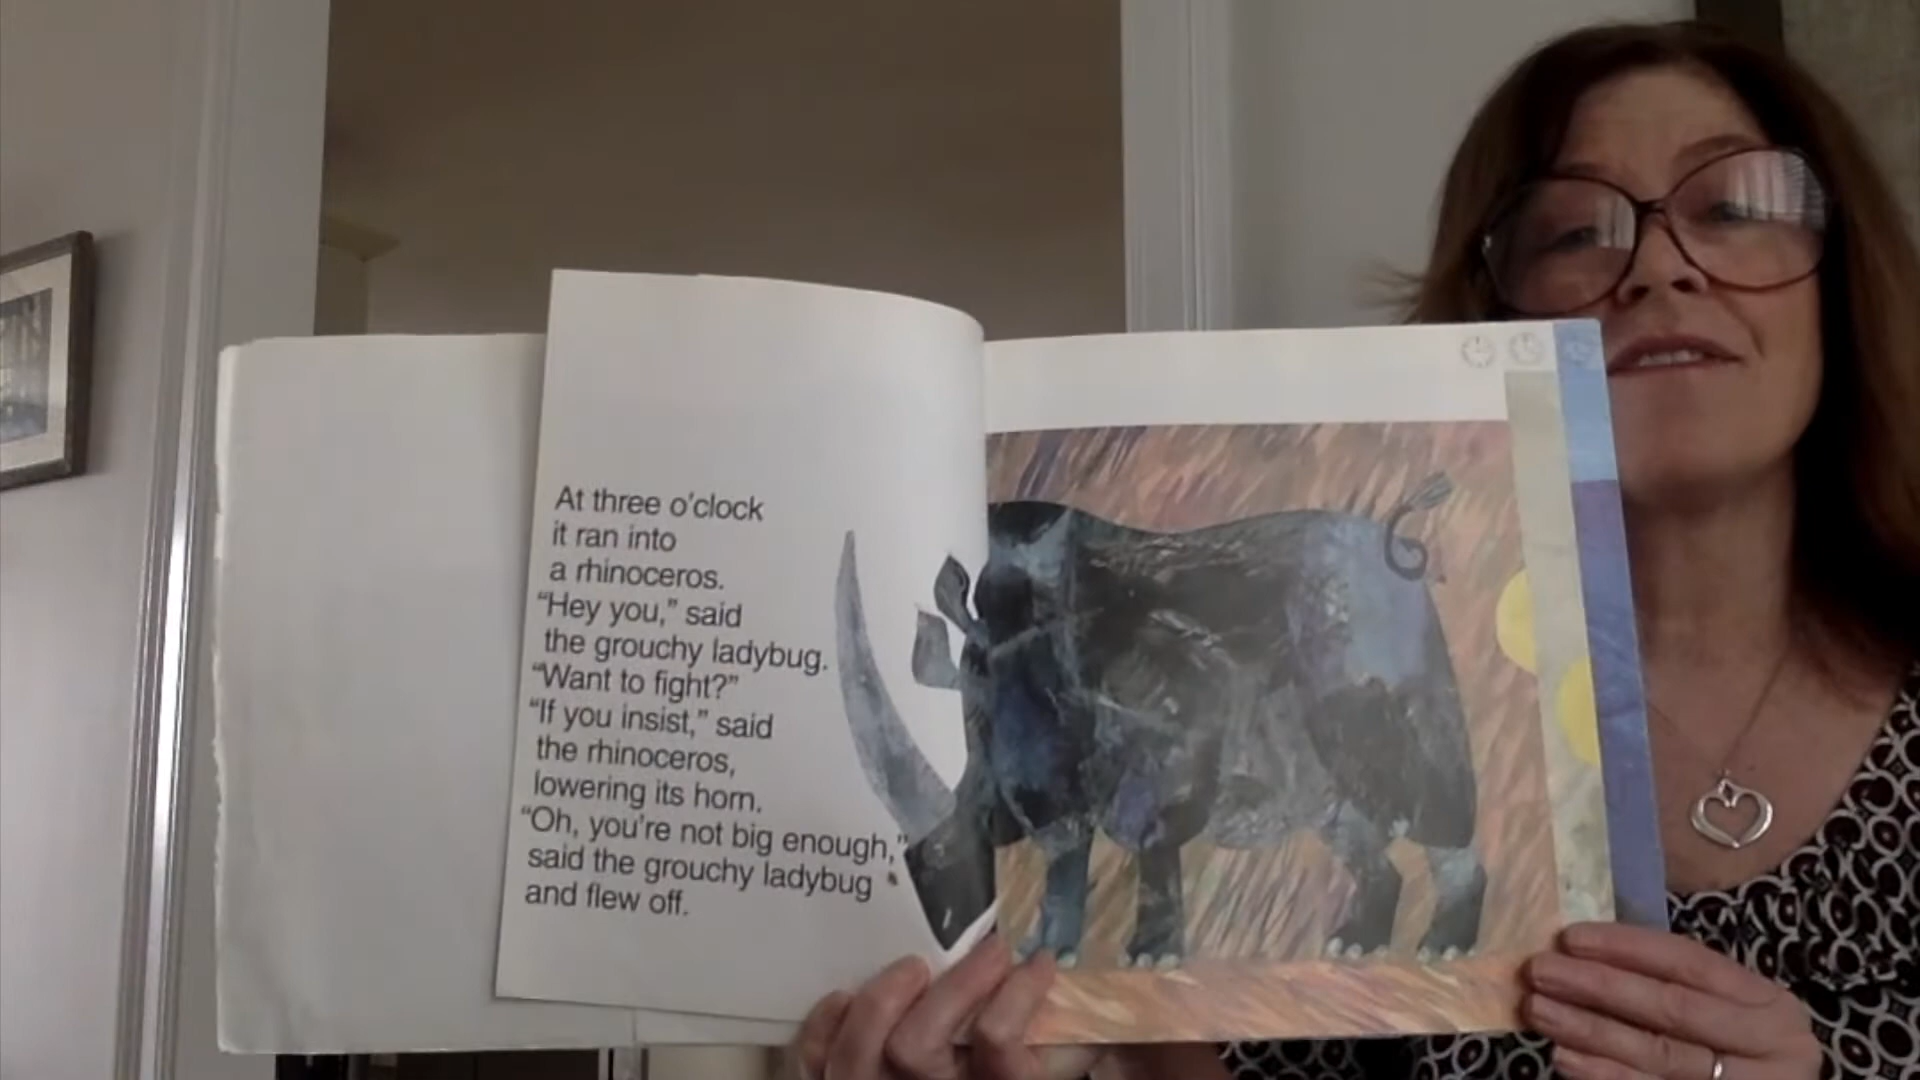 At three o'clock
it ran into
a rhinoceros.
“Hey you,” said
the grouchy ladybug.
“Want to fight?”
“If you insist,” said
the rhinoceros,
lowering its horn.
“Oh, you're not big enough,”
said the grouchy ladybug
and flew off.